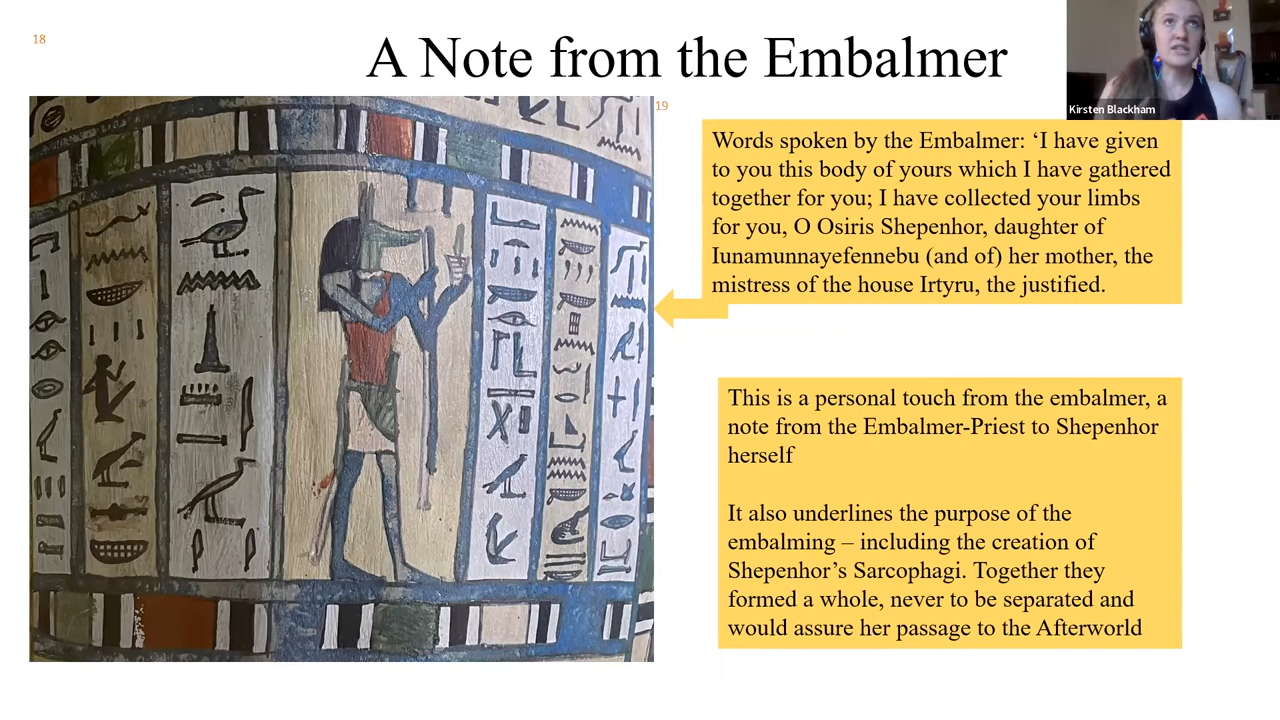 18
A Note from the Embalmer
Kirsten Blackham
19
Words spoken by the Embalmer: ‘I have given
to you this body of yours which I have gathered
together for you; I have collected your limbs
for you, O Osiris Shepenhor, daughter of
Iunamunnayefennebu (and of) her mother, the
mistress of the house Irtyru, the justified.
This is a personal touch from the embalmer, a
note from the Embalmer-Priest to Shepenhor
herself
It also underlines the purpose of the
embalming – including the creation of
Shepenhor’s Sarcophagi. Together they
formed a whole, never to be separated and
would assure her passage to the Afterworld